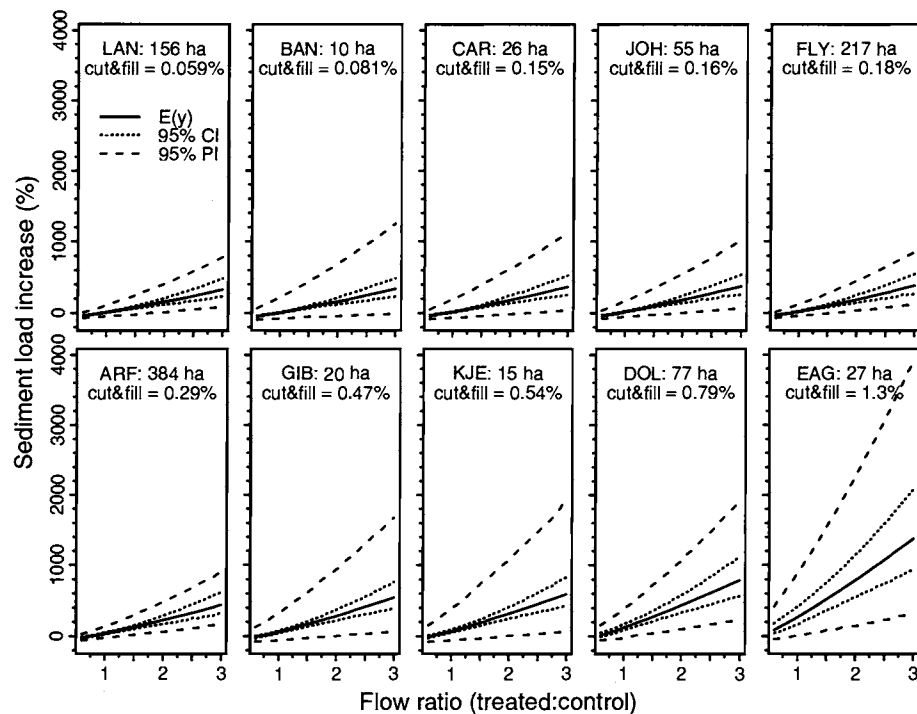 Sediment load increase (%)
4000
3000
2000
1000
0
LAN: 156 ha
cut&fill = 0.059%
E(y)
95% CI
95% PI
BAN: 10 ha
cut&fill = 0.081%
CAR: 26 ha
cut&fill = 0.15%
JOH: 55 ha
cut&fill = 0.16%
FLY: 217 ha
cut&fill = 0.18%
4000
3000
2000
1000
0
ARF: 384 ha
cut&fill = 0.29%
GIB: 20 ha
cut&fill = 0.47%
KJE: 15 ha
cut&fill = 0.54%
DOL: 77 ha
cut&fill = 0.79%
EAG: 27 ha
cut&fill = 1.3%
1 2 3 1 2 3 1 2 3 1 2 3 1 2 3
Flow ratio (treated:control)